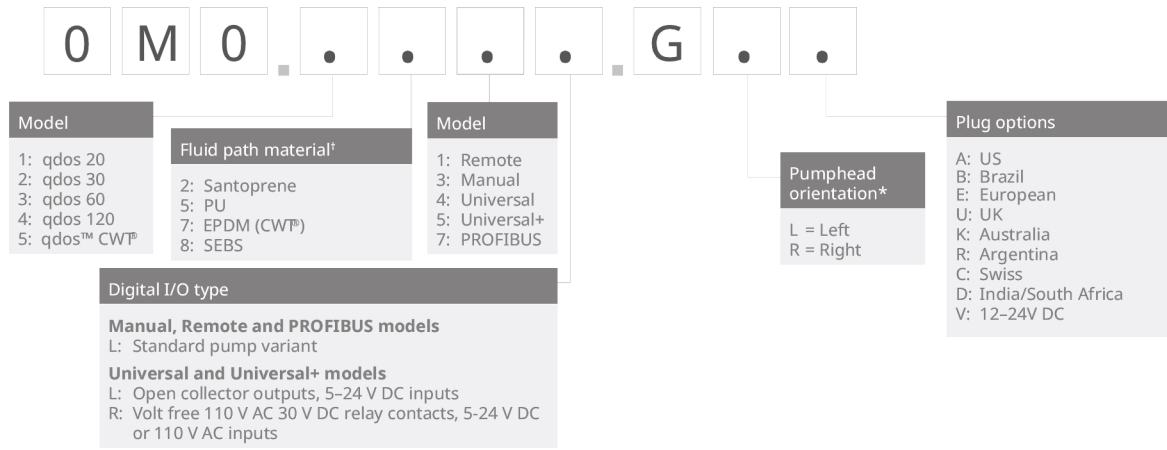 0 M 0 . . . . . G . .
Model
1: qdos 20
2: qdos 30
3: qdos 60
4: qdos 120
5: qdos™ CWT®
Fluid path material†
2: Santoprene
5: PU
7: EPDM (CWT®)
8: SEBS
Model
1: Remote
3: Manual
4: Universal
5: Universal+
7: PROFIBUS
Digital I/O type
Manual, Remote and PROFIBUS models
L: Standard pump variant
Universal and Universal+ models
L: Open collector outputs, 5–24 V DC inputs
R: Volt free 110 V AC 30 V DC relay contacts, 5-24 V DC
or 110 V AC inputs
Pumphead
orientation*
L = Left
R = Right
Plug options
A: US
B: Brazil
E: European
U: UK
K: Australia
R: Argentina
C: Swiss
D: India/South Africa
V: 12–24V DC